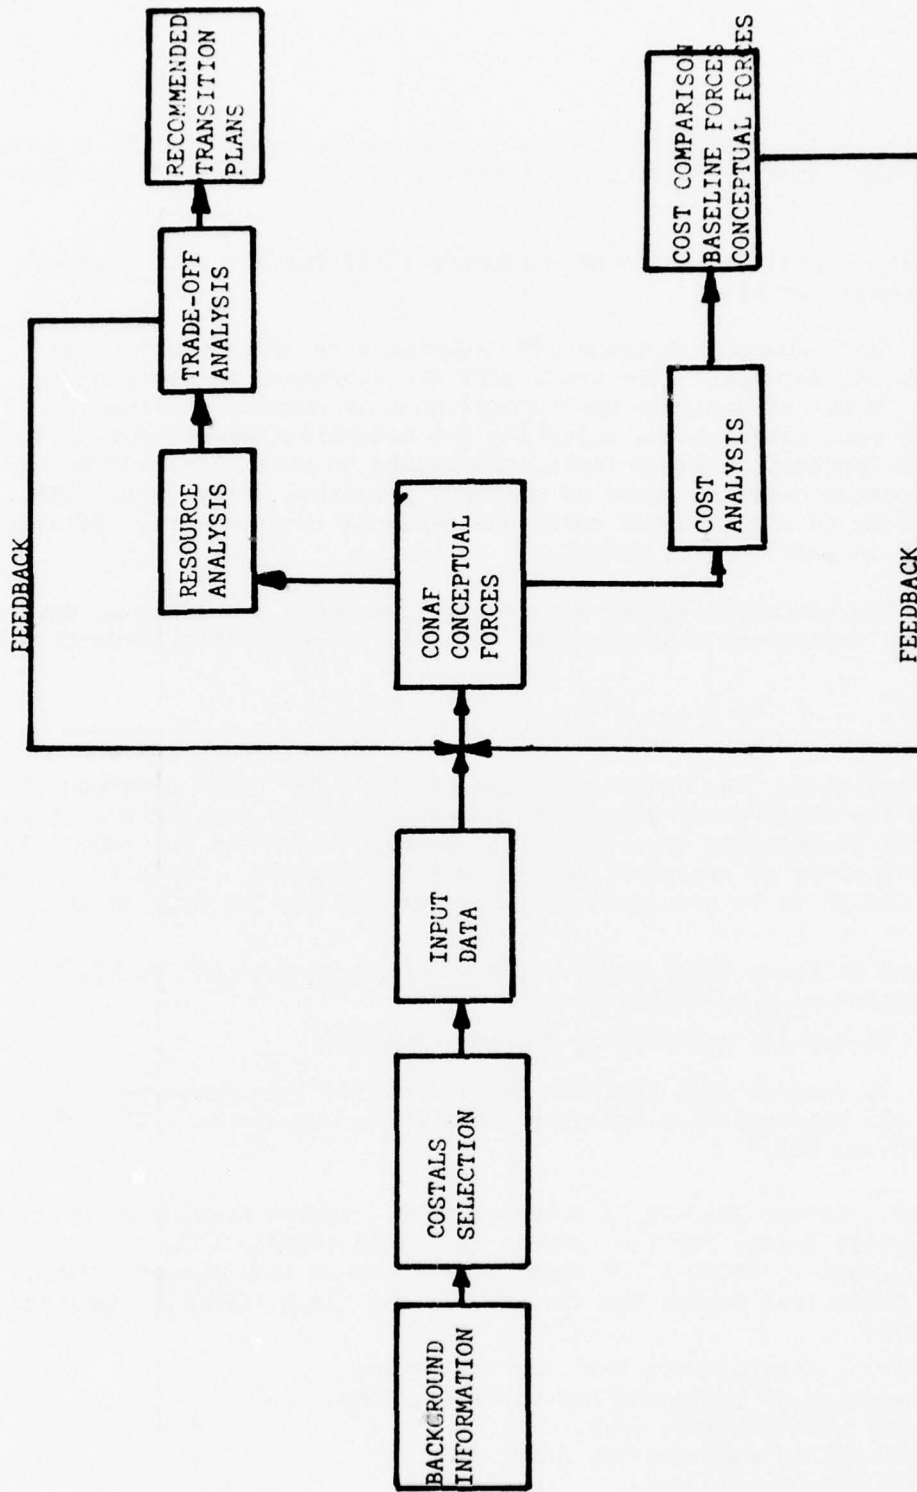 BACKGROUND
INFORMATION
COSTALS
SELECTION
INPUT
DATA
CONAF
CONCEPTUAL
FORCES
RESOURCE
ANALYSIS
TRADE-OFF
ANALYSIS
RECOMMENDED
TRANSITION
PLANS
FEEDBACK
COST
ANALYSIS
COST COMPARISON
BASELINE FORCES
CONCEPTUAL FORCES
FEEDBACK